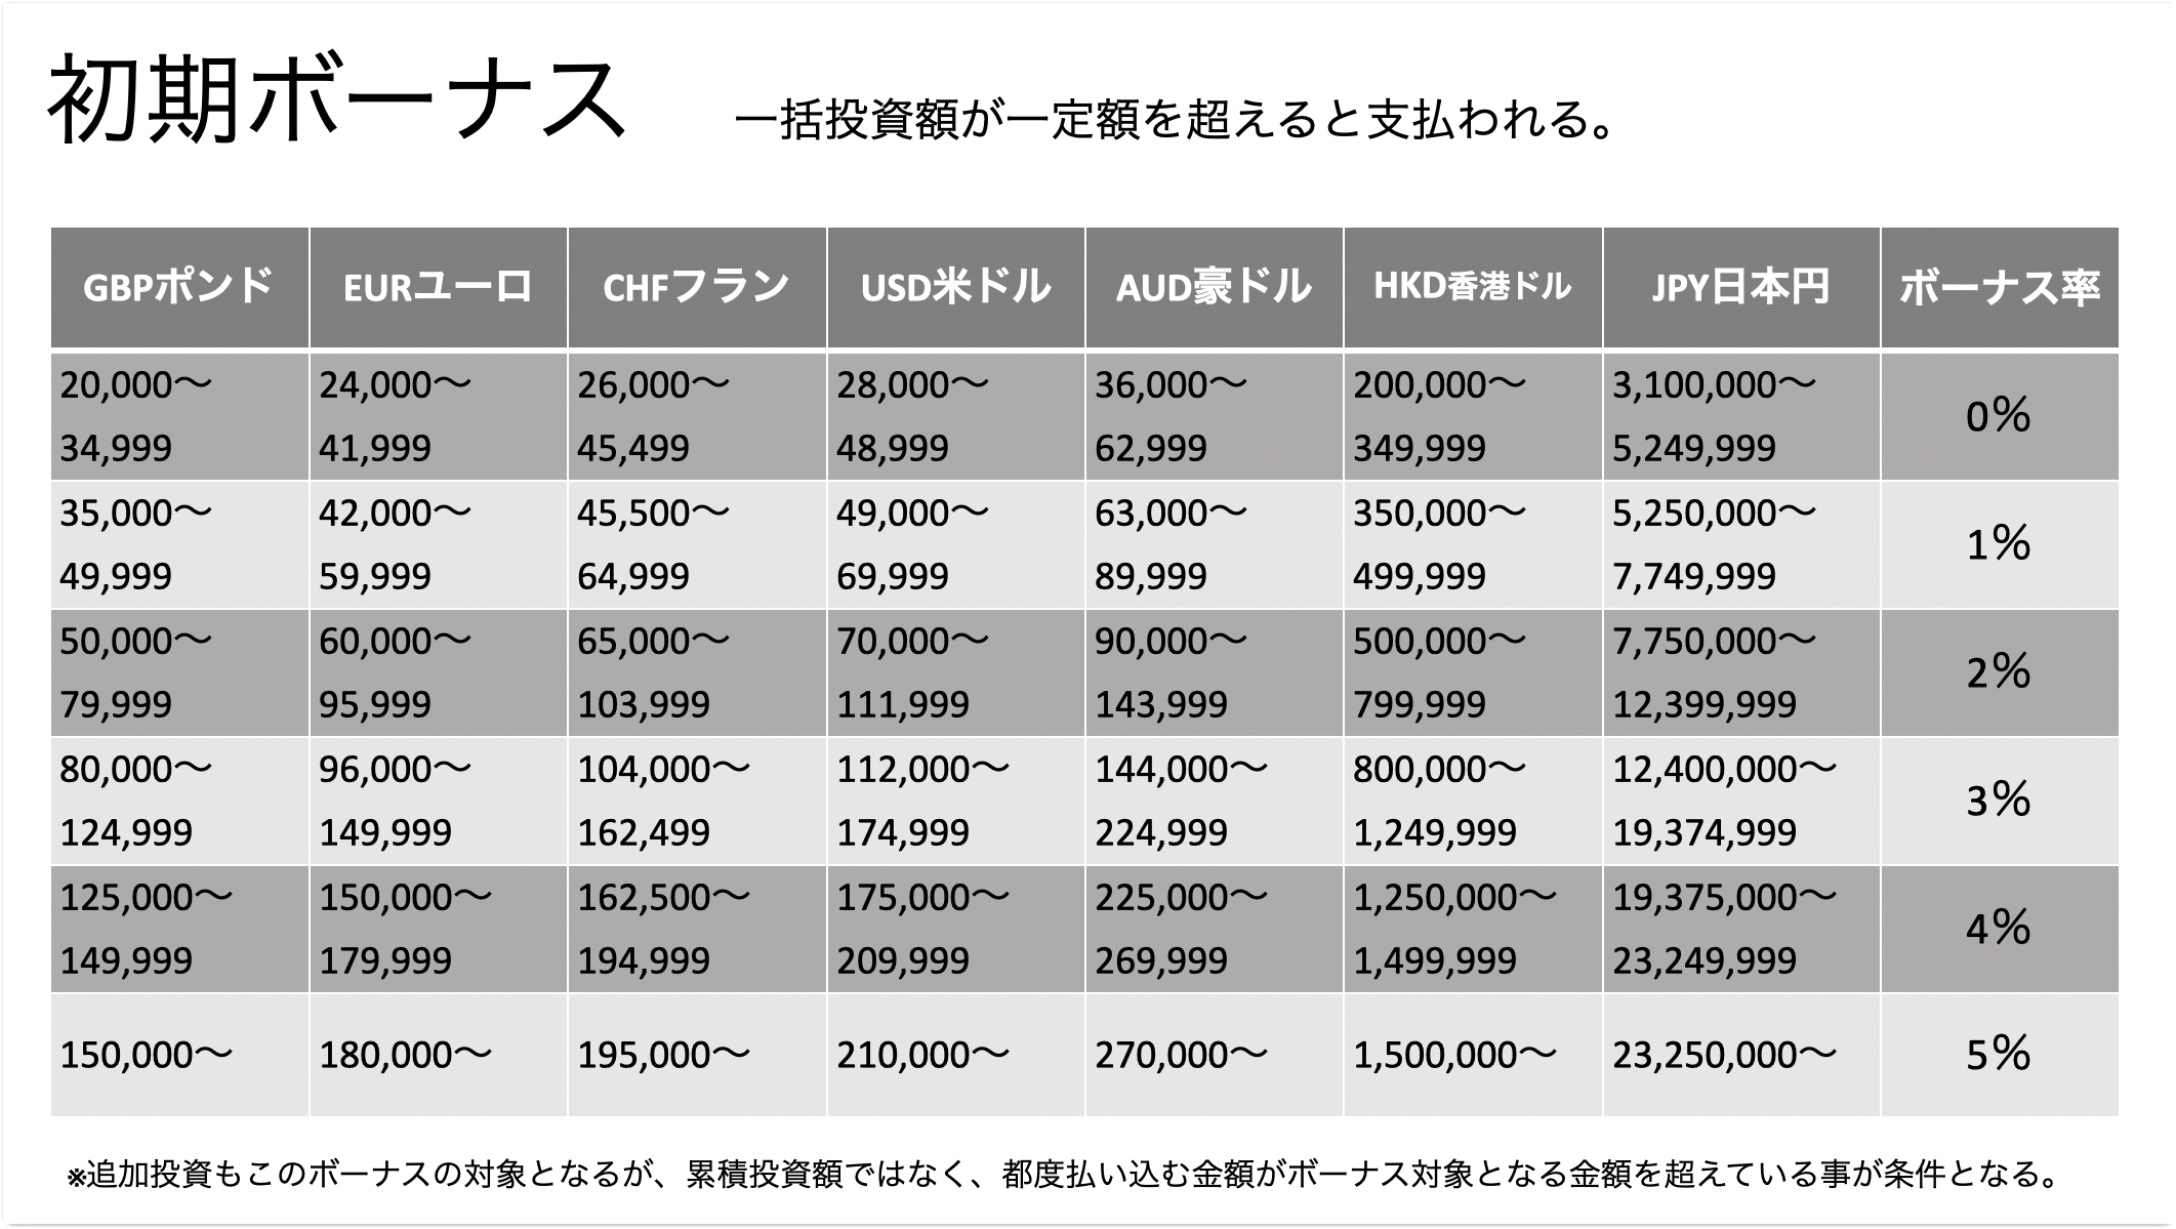 初期ボーナス 一括投資額が一定額を超えると支払われる。
GBPポンド EURユーロ CHFフラン USD米ドル AUD豪ドル HKD香港ドル JPY日本円 ボーナス率
20,000〜 24,000〜 26,000〜 28,000〜 36,000〜 200,000〜 3,100,000〜
34,999 41,999 45,499 48,999 62,999 349,999 5,249,999
0%
35,000〜 42,000〜 45,500〜 49,000〜 63,000〜 350,000〜 5,250,000〜
49,999 59,999 64,999 69,999 89,999 499,999 7,749,999
1%
50,000〜 60,000〜 65,000〜 70,000〜 90,000〜 500,000〜 7,750,000〜
79,999 95,999 103,999 111,999 143,999 799,999 12,399,999
2%
80,000〜 96,000〜 104,000〜 112,000〜 144,000〜 800,000〜 12,400,000〜
124,999 149,999 162,499 174,999 224,999 1,249,999 19,374,999
3%
125,000〜 150,000〜 162,500〜 175,000〜 225,000〜 1,250,000〜 19,375,000〜
149,999 179,999 194,999 209,999 269,999 1,499,999 23,249,999
4%
150,000〜 180,000〜 195,000〜 210,000〜 270,000〜 1,500,000〜 23,250,000〜 5%
※追加投資もこのボーナスの対象となるが、累積投資額ではなく、都度払い込む金額がボーナス対象となる金額を超えている事が条件となる。